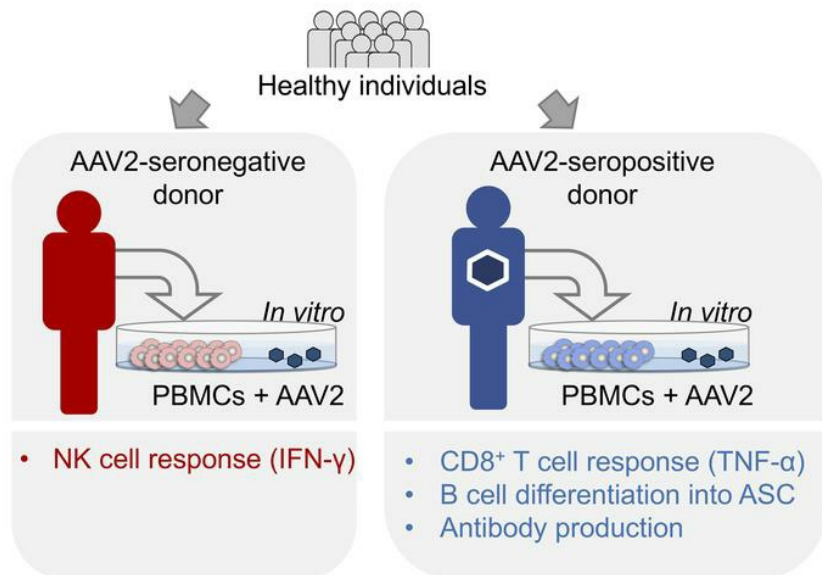 Healthy individuals
AAV2-seronegative
donor
In vitro
PBMCs + AAV2
• NK cell response (IFN-γ)
AAV2-seropositive
donor
In vitro
PBMCs + AAV2
• CD8⁺ T cell response (TNF-α)
• B cell differentiation into ASC
• Antibody production